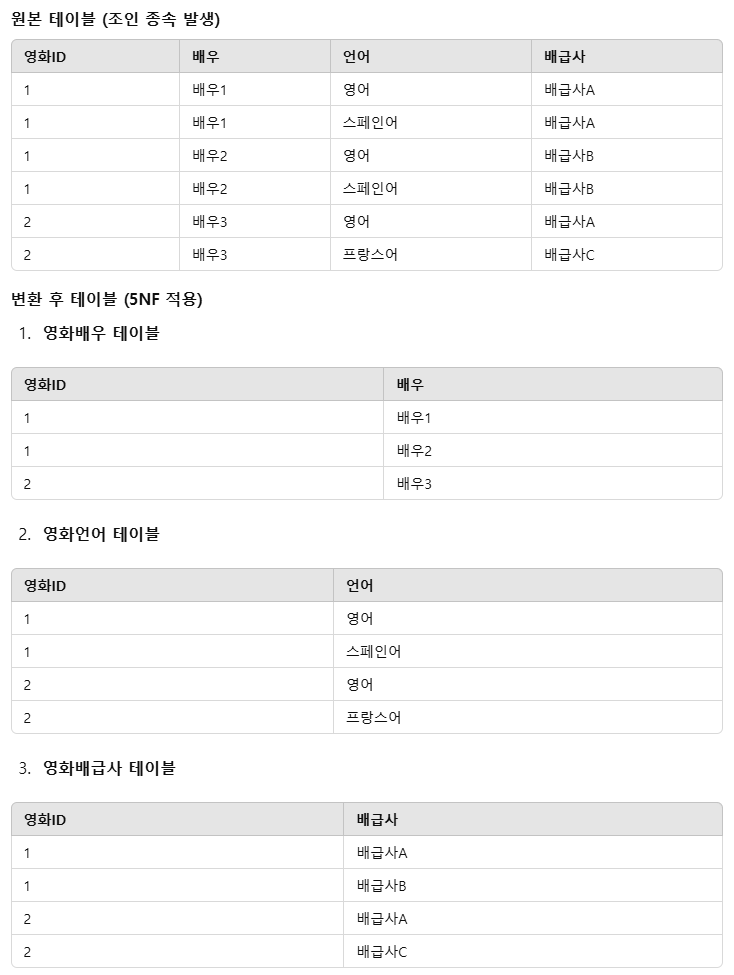 원본 테이블 (조인 종속 발생)
영화ID 배우 언어 배급사
1 배우1 영어 배급사A
1 배우1 스페인어 배급사A
1 배우2 영어 배급사B
1 배우2 스페인어 배급사B
2 배우3 영어 배급사A
2 배우3 프랑스어 배급사C
변환 후 테이블 (5NF 적용)
1. 영화배우 테이블
영화ID 배우
1 배우1
1 배우2
2 배우3
2. 영화언어 테이블
영화ID 언어
1 영어
1 스페인어
2 영어
2 프랑스어
3. 영화배급사 테이블
영화ID 배급사
1 배급사A
1 배급사B
2 배급사A
2 배급사C